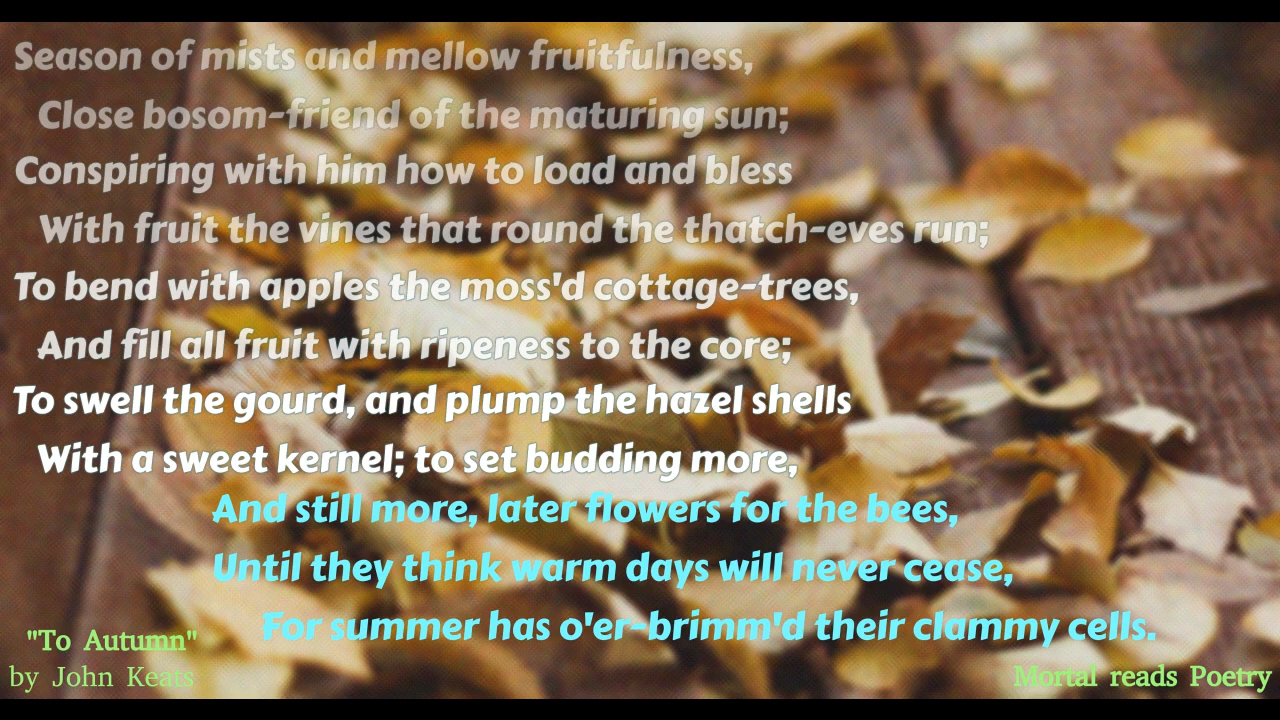 Season of mists and mellow fruitfulness,
Close bosom-friend of the maturing sun;
Conspiring with him how to load and bless
With fruit the vines that round the thatch-eves run;
To bend with apples the moss'd cottage-trees,
And fill all fruit with ripeness to the core;
To swell the gourd, and plump the hazel shells
With a sweet kernel; to set budding more,
And still more, later flowers for the bees,
Until they think warm days will never cease,
For summer has o'er-brimm'd their clammy cells.
"To Autumn"
by John Keats
Mortal reads Poetry